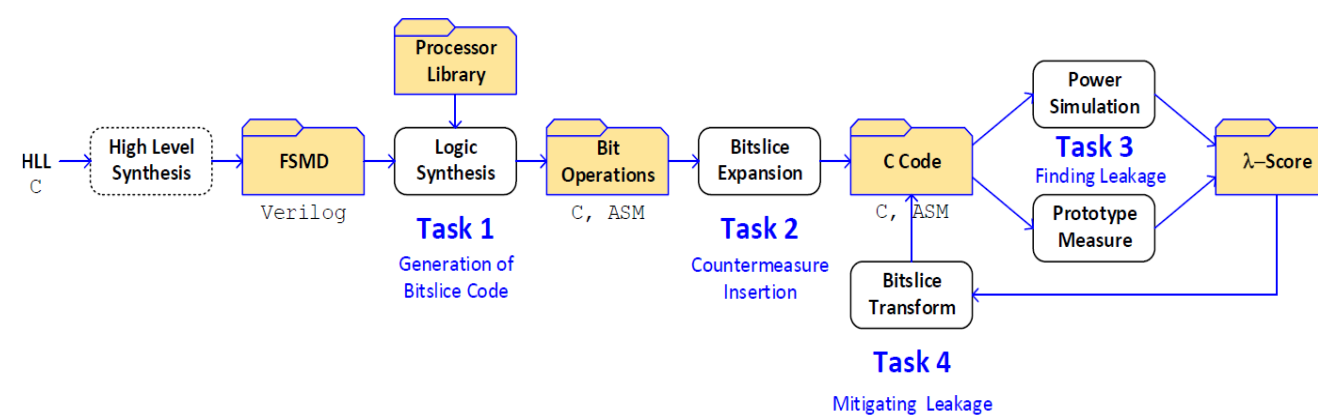 HLL
C
High Level
Synthesis
FSMD
Verilog
Processor
Library
Logic
Synthesis
Task 1
Generation of
Bitslice Code
Bit
Operations
C, ASM
Bitslice
Expansion
Task 2
Countermeasure
Insertion
C Code
C, ASM
Power
Simulation
Task 3
Finding Leakage
Prototype
Measure
λ–Score
Bitslice
Transform
Task 4
Mitigating Leakage